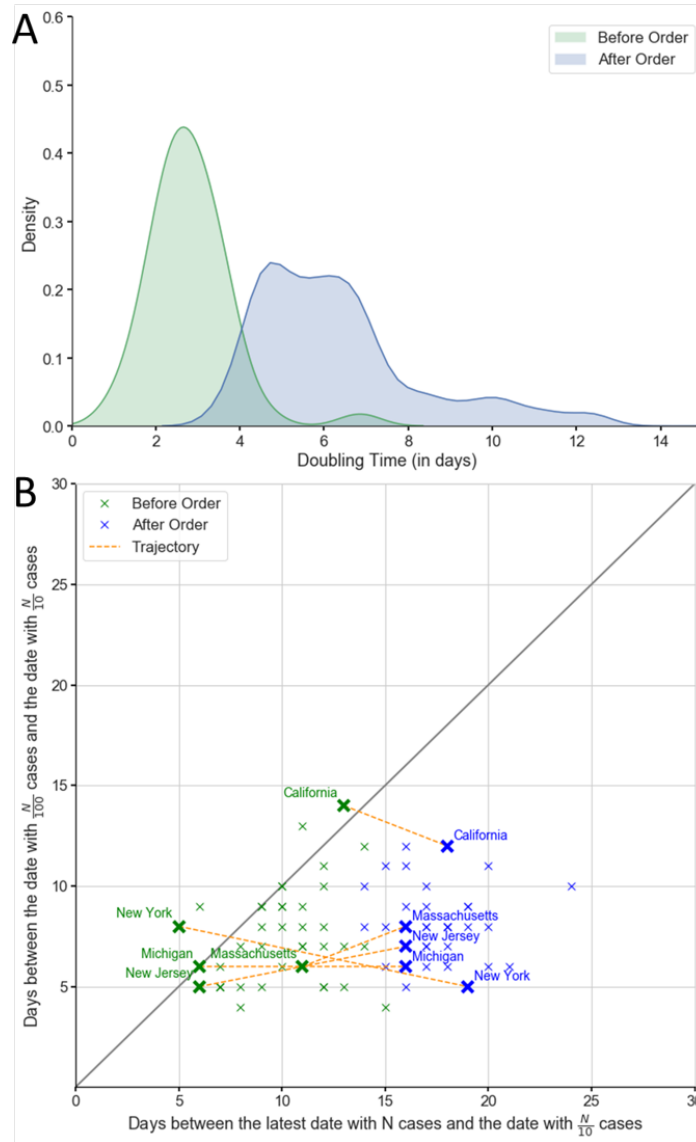 A
0.6
0.5
0.4
0.3
0.2
0.1
0.0
Density
Before Order
After Order
0 2 4 6 8 10 12 14
Doubling Time (in days)
B
30
25
20
15
10
5
Days between the date with N/100 cases and the date with N/10 cases
Before Order
After Order
Trajectory
California
California
New York
Massachusetts
New Jersey
Michigan
Massachusetts
Michigan
New Jersey
New York
0 5 10 15 20 25 30
Days between the latest date with N cases and the date with N/10 cases